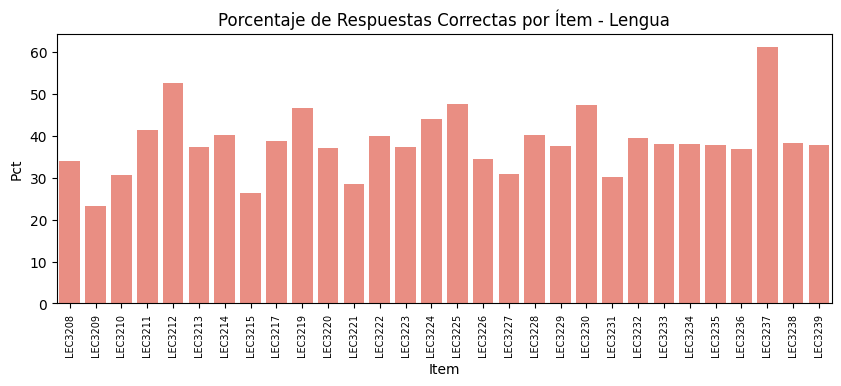 Porcentaje de Respuestas Correctas por Ítem - Lengua
Pct
60
50
40
30
20
10
0
LEC3208
LEC3209
LEC3210
LEC3211
LEC3212
LEC3213
LEC3214
LEC3215
LEC3217
LEC3219
LEC3220
LEC3221
LEC3222
LEC3223
LEC3224
LEC3225
LEC3226
LEC3227
LEC3228
LEC3229
LEC3230
LEC3231
LEC3232
LEC3233
LEC3234
LEC3235
LEC3236
LEC3237
LEC3238
LEC3239
Item